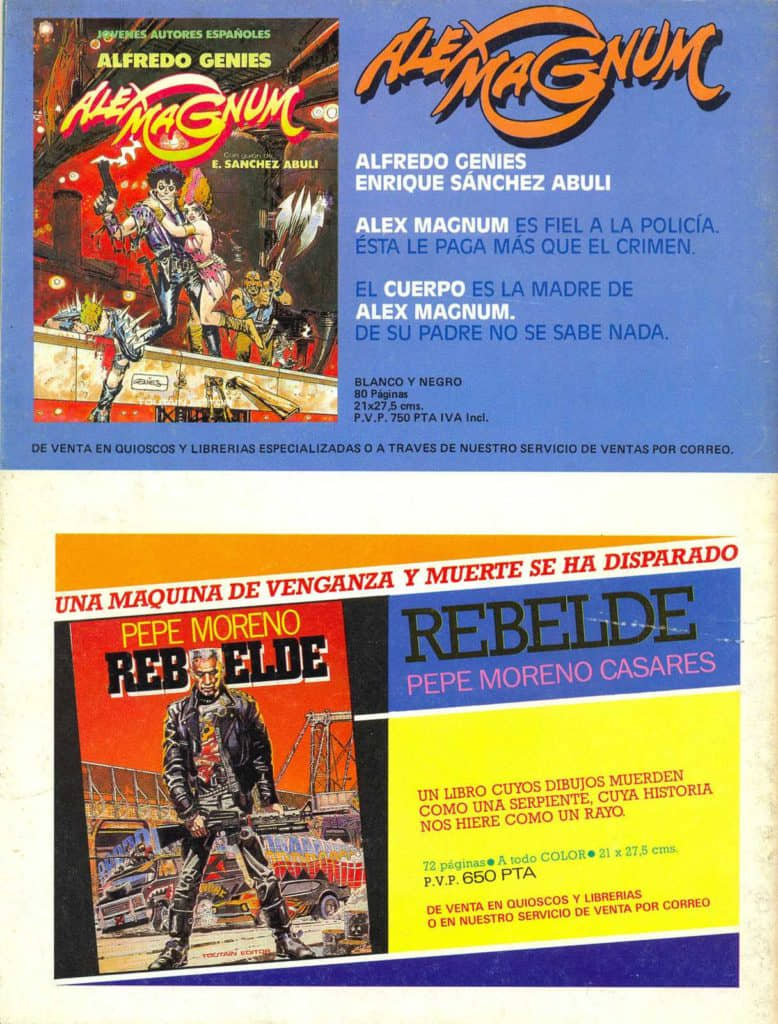 JOVENES AUTORES ESPAÑOLES
ALFREDO GENIES
ALEX MAGNUM
Con guión de
E. SANCHEZ ABULI
GENIES
TOUTAIN EDITOR
ALEX MAGNUM
ALFREDO GENIES
ENRIQUE SÁNCHEZ ABULI
ALEX MAGNUM ES FIEL A LA POLICÍA.
ÉSTA LE PAGA MÁS QUE EL CRIMEN.
EL CUERPO ES LA MADRE DE
ALEX MAGNUM.
DE SU PADRE NO SE SABE NADA.
BLANCO Y NEGRO
80 Páginas
21x27,5 cms.
P.V.P. 750 PTA IVA Incl.
DE VENTA EN QUIOSCOS Y LIBRERIAS ESPECIALIZADAS O A TRAVES DE NUESTRO SERVICIO DE VENTAS POR CORREO.
UNA MAQUINA DE VENGANZA Y MUERTE SE HA DISPARADO
PEPE MORENO
REBELDE
TOUTAIN EDITOR
REBELDE
PEPE MORENO CASARES
UN LIBRO CUYOS DIBUJOS MUERDEN
COMO UNA SERPIENTE, CUYA HISTORIA
NOS HIERE COMO UN RAYO.
72 páginas ● A todo COLOR ● 21 x 27,5 cms.
P.V.P. 650 PTA
DE VENTA EN QUIOSCOS Y LIBRERIAS
O EN NUESTRO SERVICIO DE VENTA POR CORREO